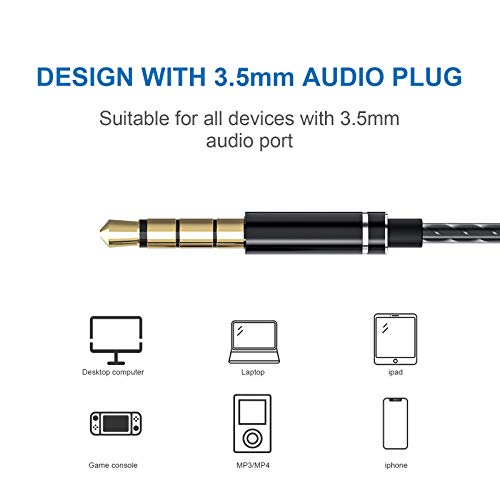 DESIGN WITH 3.5mm AUDIO PLUG
Suitable for all devices with 3.5mm
audio port
Desktop computer
Laptop
ipad
Game console
MP3/MP4
iphone